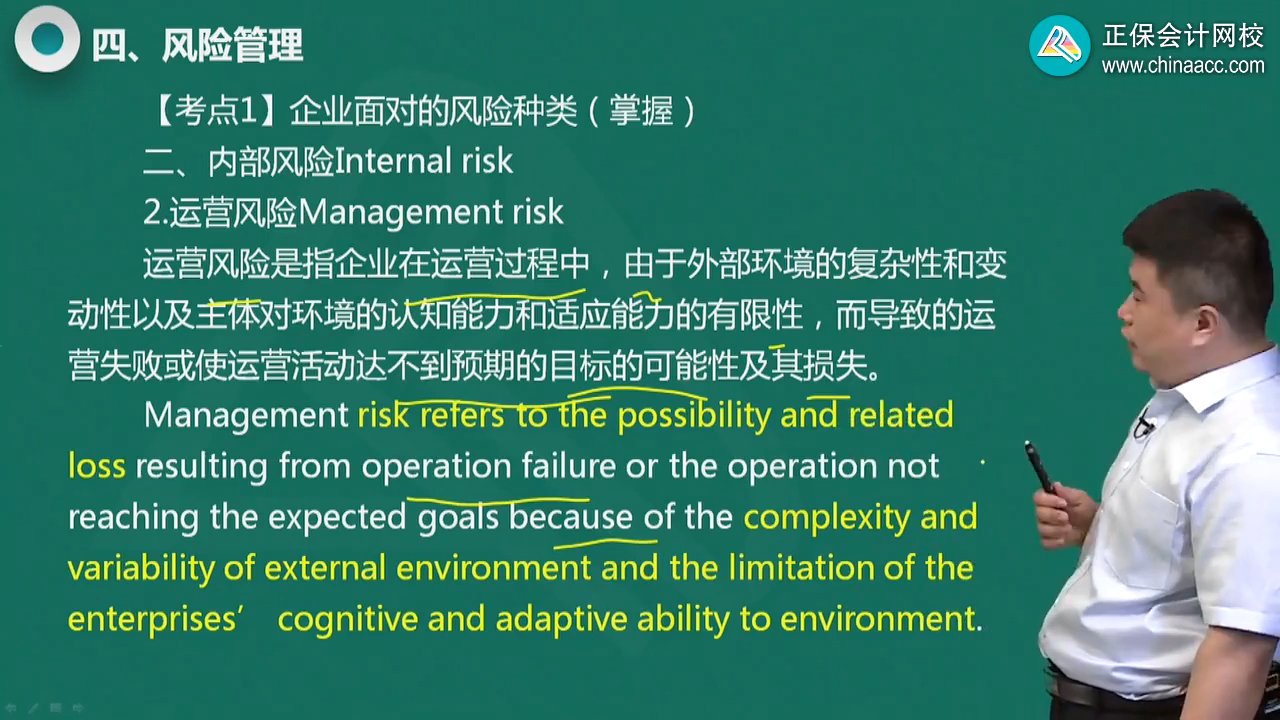 四、风险管理
正保会计网校
www.chinaacc.com
【考点1】企业面对的风险种类（掌握）
二、内部风险Internal risk
2.运营风险Management risk
运营风险是指企业在运营过程中，由于外部环境的复杂性和变
动性以及主体对环境的认知能力和适应能力的有限性，而导致的运
营失败或使运营活动达不到预期的目标的可能性及其损失。
Management risk refers to the possibility and related
loss resulting from operation failure or the operation not
reaching the expected goals because of the complexity and
variability of external environment and the limitation of the
enterprises’ cognitive and adaptive ability to environment.